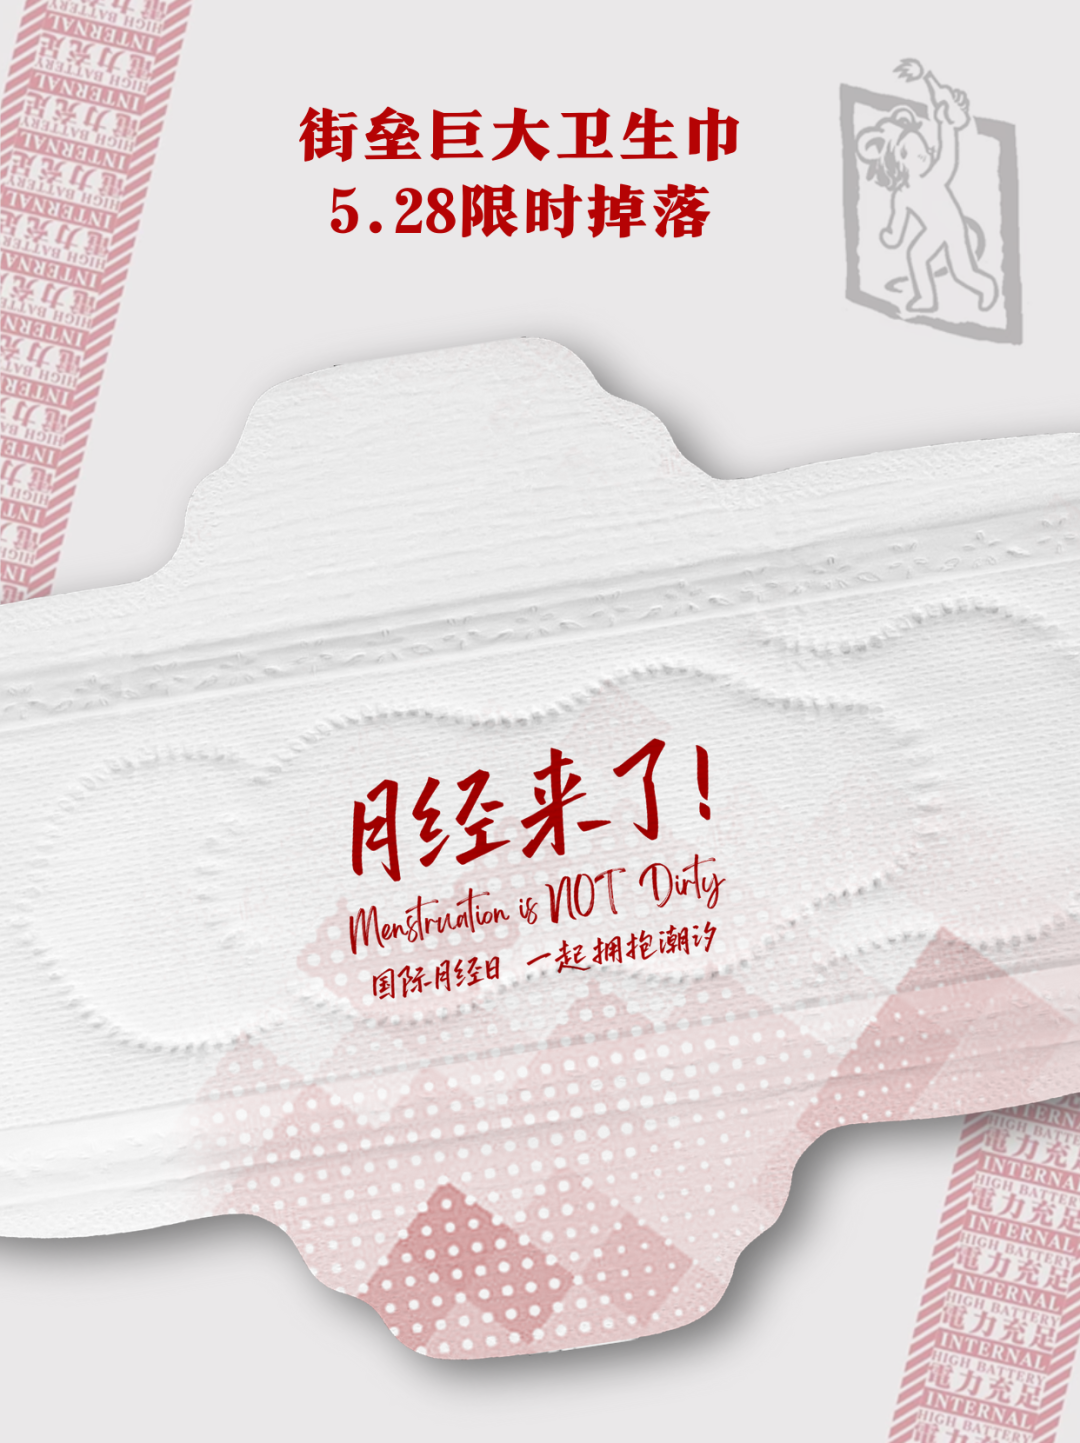 街垒巨大卫生巾
5.28限时掉落
月经来了!
Menstruation is NOT Dirty
国际月经日 一起拥抱潮汐
INTERNAL
電力充足
HIGH BATTERY
INTERNAL
電力充足
HIGH BATTERY
INTERNAL
電力充足
HIGH BATTERY
INTERNAL
電力充足
HIGH BATTERY
INTERNAL
電力充足
HIGH BATTERY
INTERNAL
電力充足